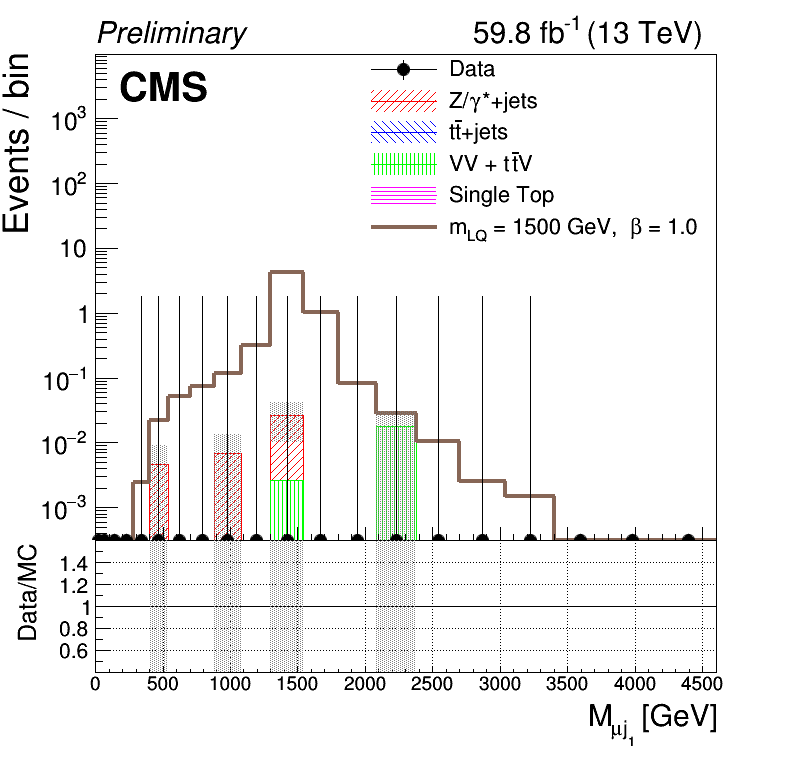 Preliminary 59.8 fb⁻¹ (13 TeV)
CMS
Events / bin
Data
Z/γ*+jets
tt̄+jets
VV + tt̄V
Single Top
m_LQ = 1500 GeV, β = 1.0
10³
10²
10
1
10⁻¹
10⁻²
10⁻³
Data/MC
1.4
1.2
1
0.8
0.6
0 500 1000 1500 2000 2500 3000 3500 4000 4500
M_μj₁ [GeV]